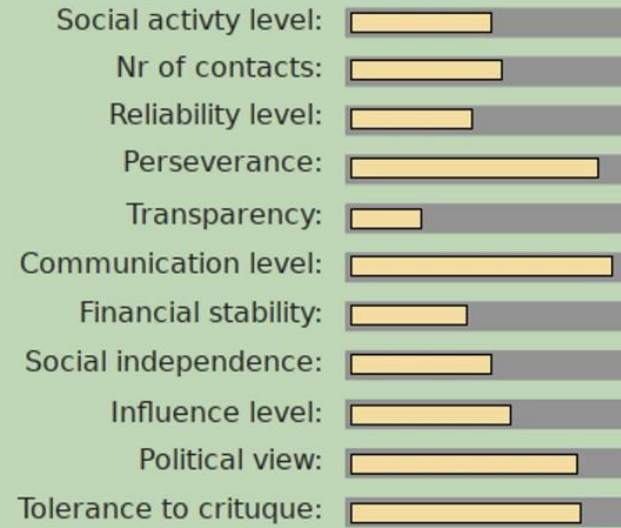 Social activty level:
Nr of contacts:
Reliability level:
Perseverance:
Transparency:
Communication level:
Financial stability:
Social independence:
Influence level:
Political view:
Tolerance to crituque: